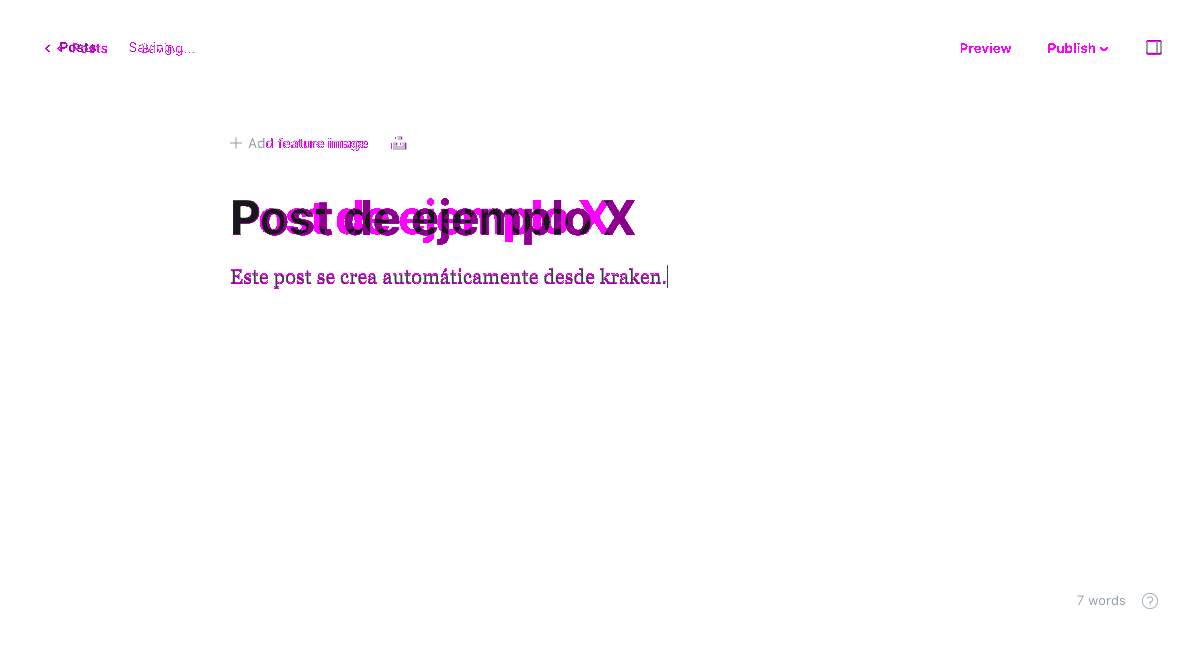 Posts Saving... Preview Publish
Add feature image
Post de ejemplo X
Este post se crea automáticamente desde kraken.
7 words ?